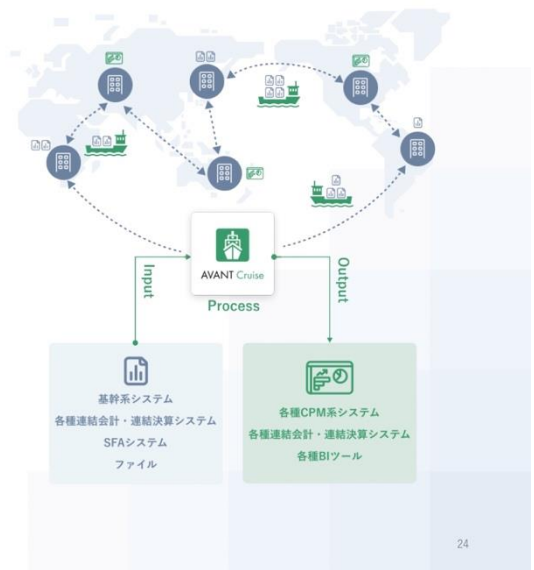 AVANT Cruise
Process
Input
Output
基幹系システム
各種連結会計・連結決算システム
SFAシステム
ファイル
各種CPM系システム
各種連結会計・連結決算システム
各種BIツール
24